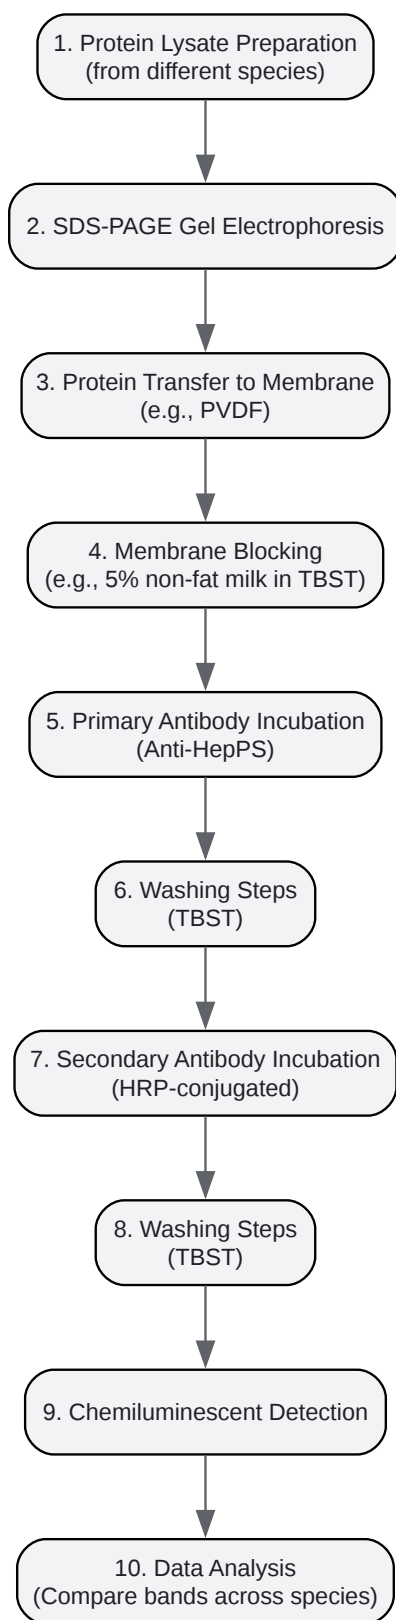 1. Protein Lysate Preparation
(from different species)
2. SDS-PAGE Gel Electrophoresis
3. Protein Transfer to Membrane
(e.g., PVDF)
4. Membrane Blocking
(e.g., 5% non-fat milk in TBST)
5. Primary Antibody Incubation
(Anti-HepPS)
6. Washing Steps
(TBST)
7. Secondary Antibody Incubation
(HRP-conjugated)
8. Washing Steps
(TBST)
9. Chemiluminescent Detection
10. Data Analysis
(Compare bands across species)